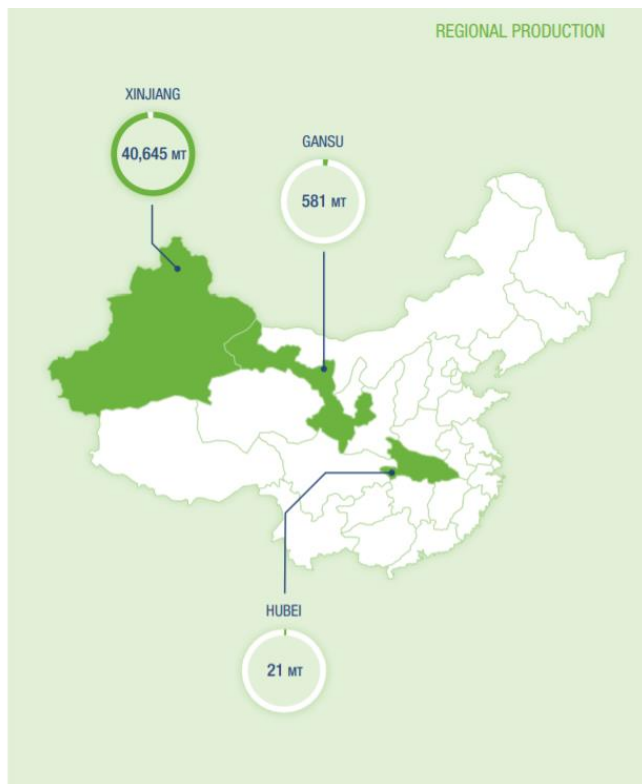 REGIONAL PRODUCTION
XINJIANG
40,645 MT
GANSU
581 MT
HUBEI
21 MT